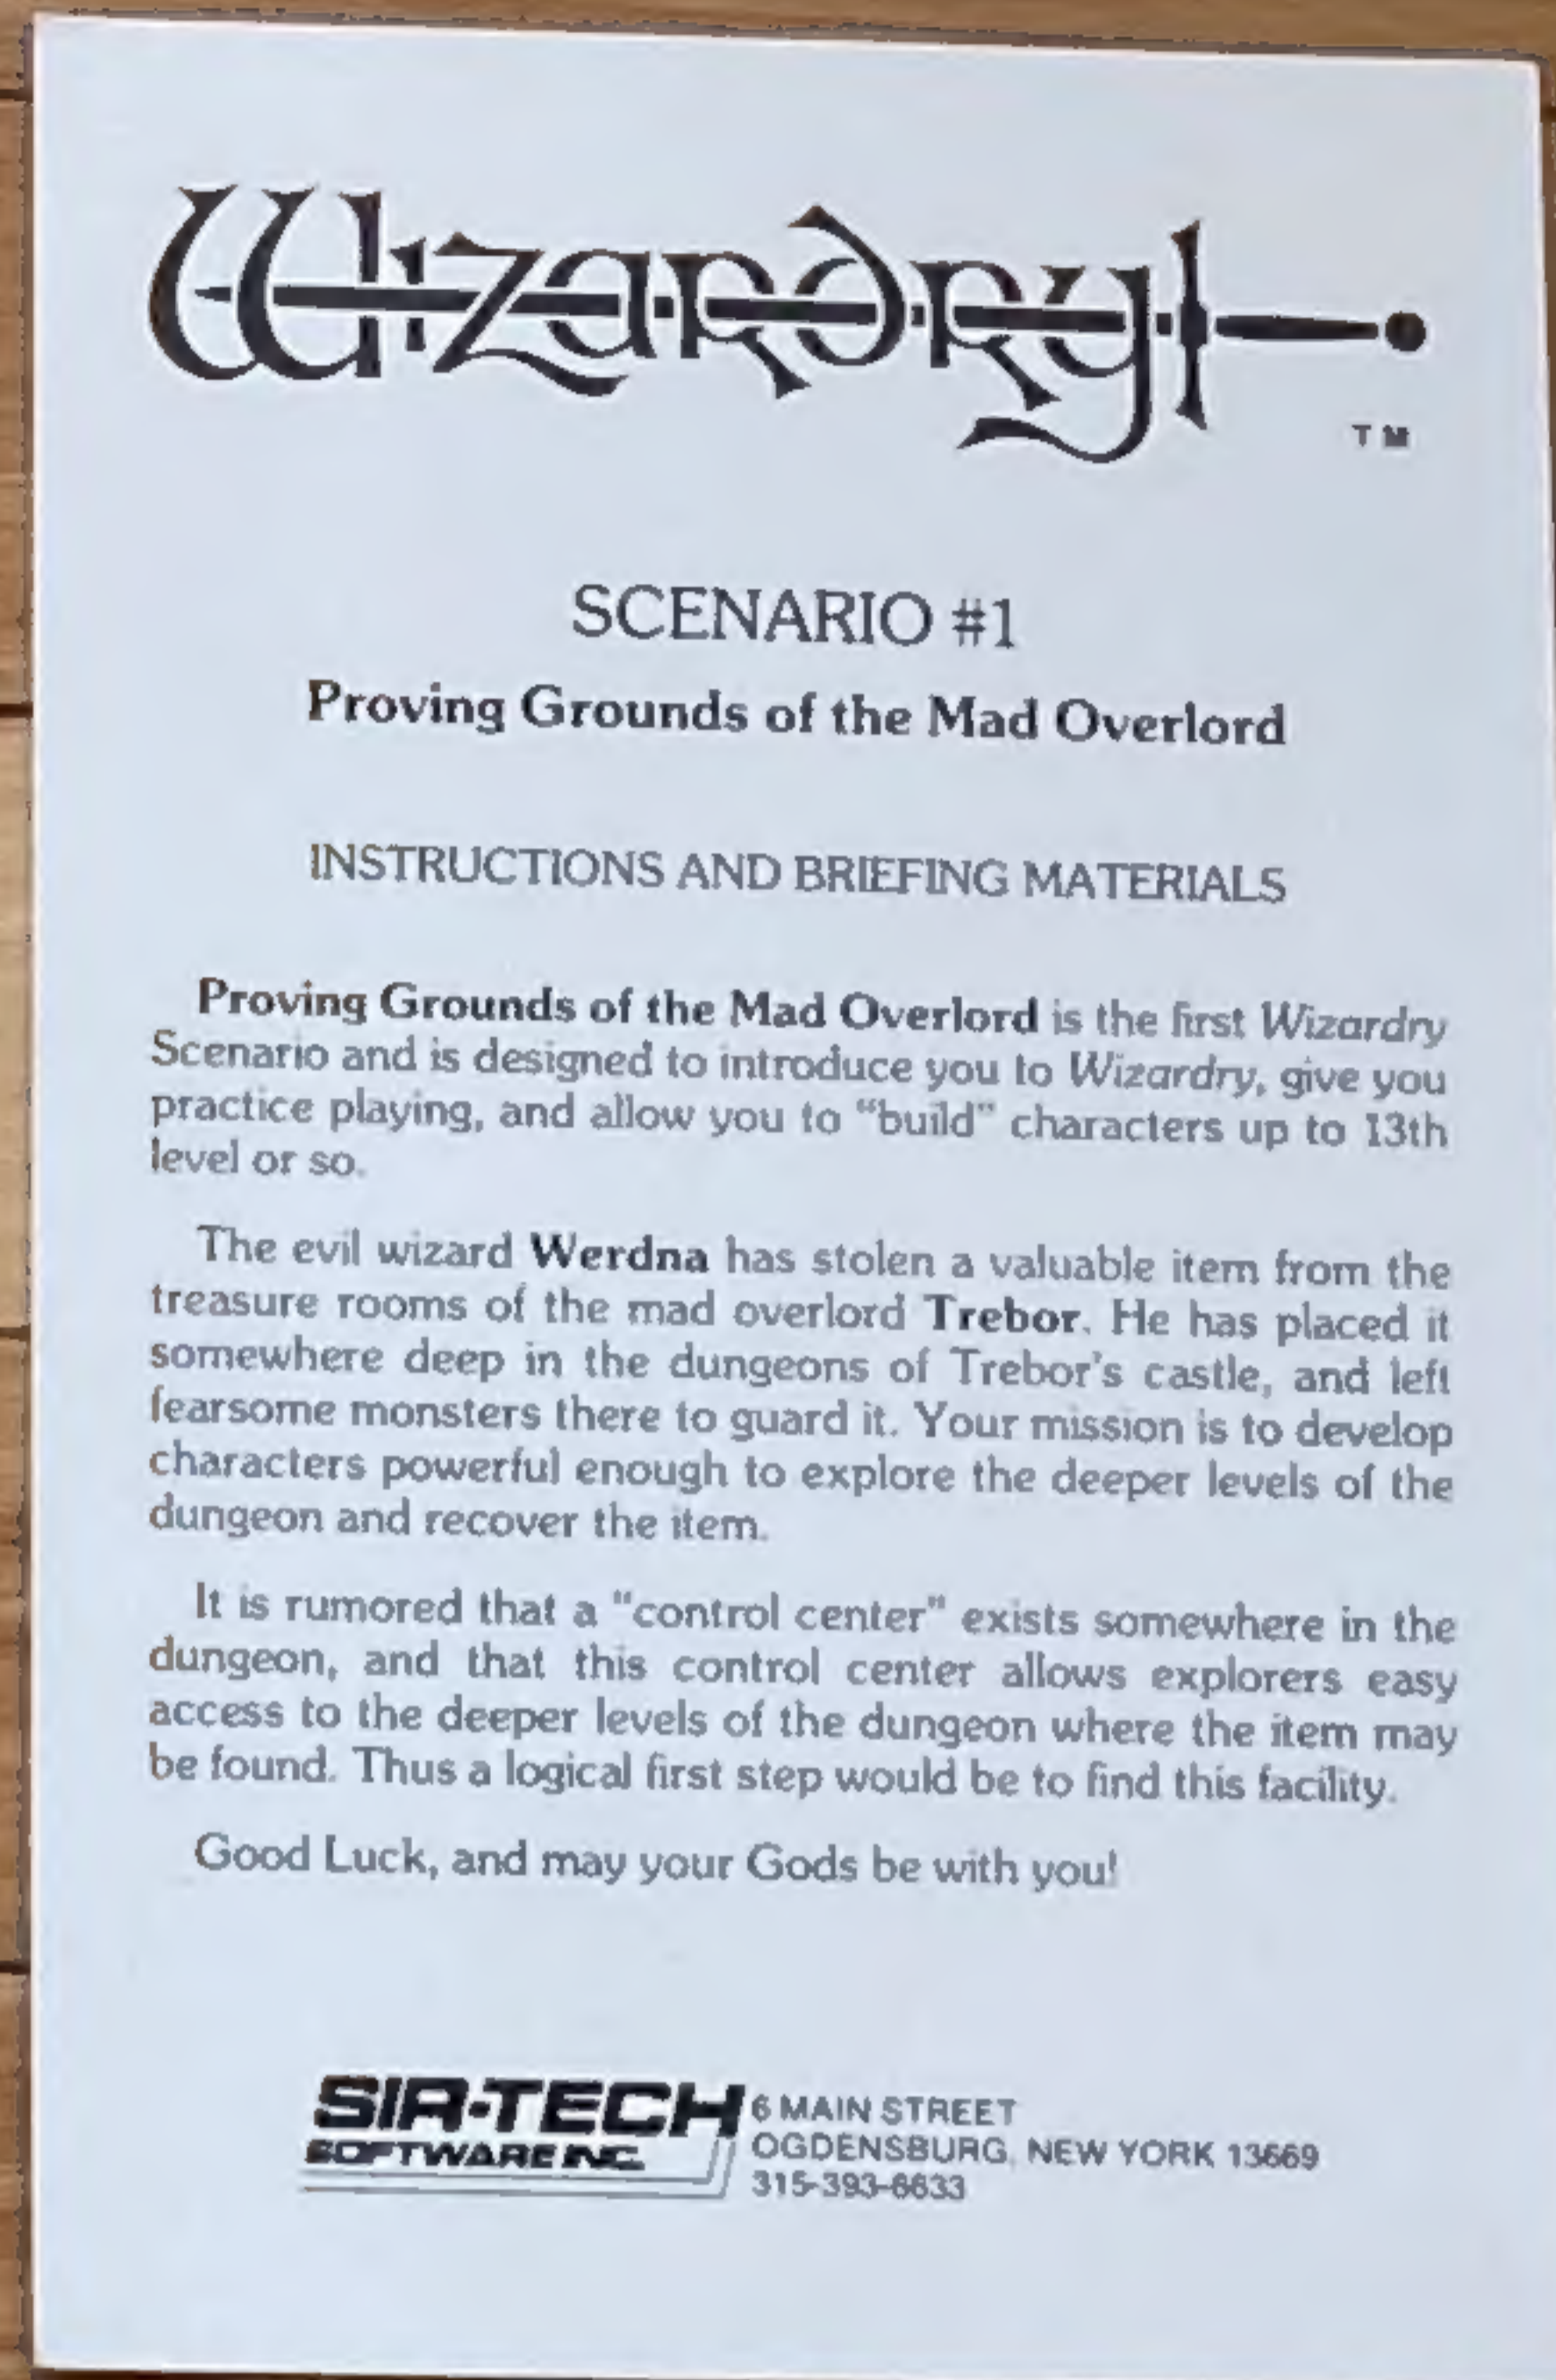 Wizardry
TM
SCENARIO #1
Proving Grounds of the Mad Overlord
INSTRUCTIONS AND BRIEFING MATERIALS
Proving Grounds of the Mad Overlord is the first Wizardry
Scenario and is designed to introduce you to Wizardry, give you
practice playing, and allow you to “build” characters up to 13th
level or so.
The evil wizard Werdna has stolen a valuable item from the
treasure rooms of the mad overlord Trebor. He has placed it
somewhere deep in the dungeons of Trebor's castle, and left
fearsome monsters there to guard it. Your mission is to develop
characters powerful enough to explore the deeper levels of the
dungeon and recover the item.
It is rumored that a "control center" exists somewhere in the
dungeon, and that this control center allows explorers easy
access to the deeper levels of the dungeon where the item may
be found. Thus a logical first step would be to find this facility.
Good Luck, and may your Gods be with you!
SIR-TECH
SOFTWARE INC.
6 MAIN STREET
OGDENSBURG, NEW YORK 13669
315-393-6633